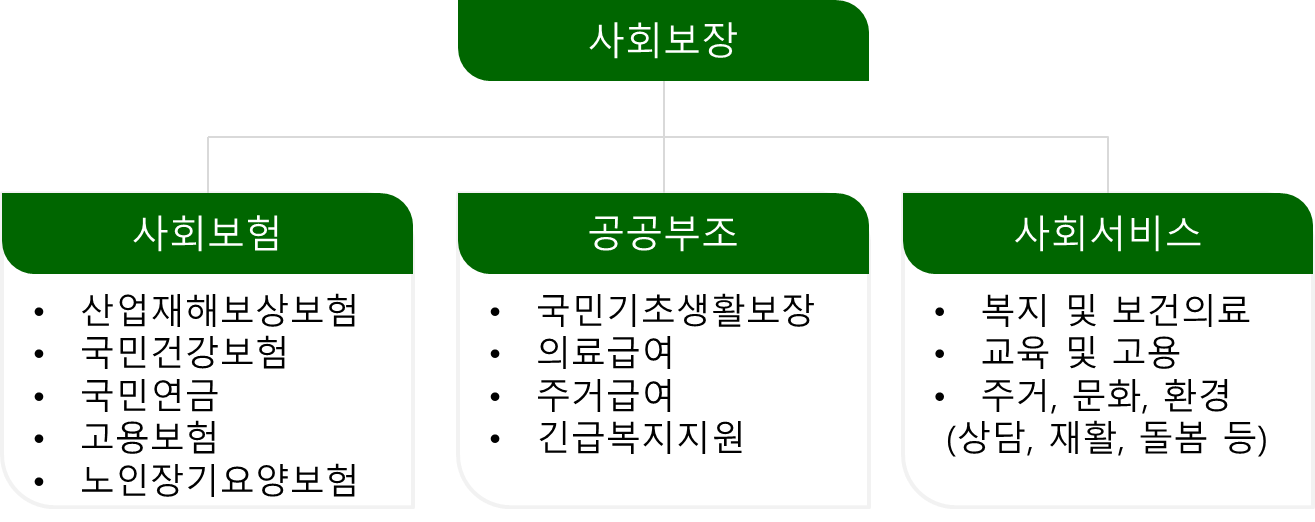 사회보장
사회보험
• 산업재해보상보험
• 국민건강보험
• 국민연금
• 고용보험
• 노인장기요양보험
공공부조
• 국민기초생활보장
• 의료급여
• 주거급여
• 긴급복지지원
사회서비스
• 복지 및 보건의료
• 교육 및 고용
• 주거, 문화, 환경
(상담, 재활, 돌봄 등)